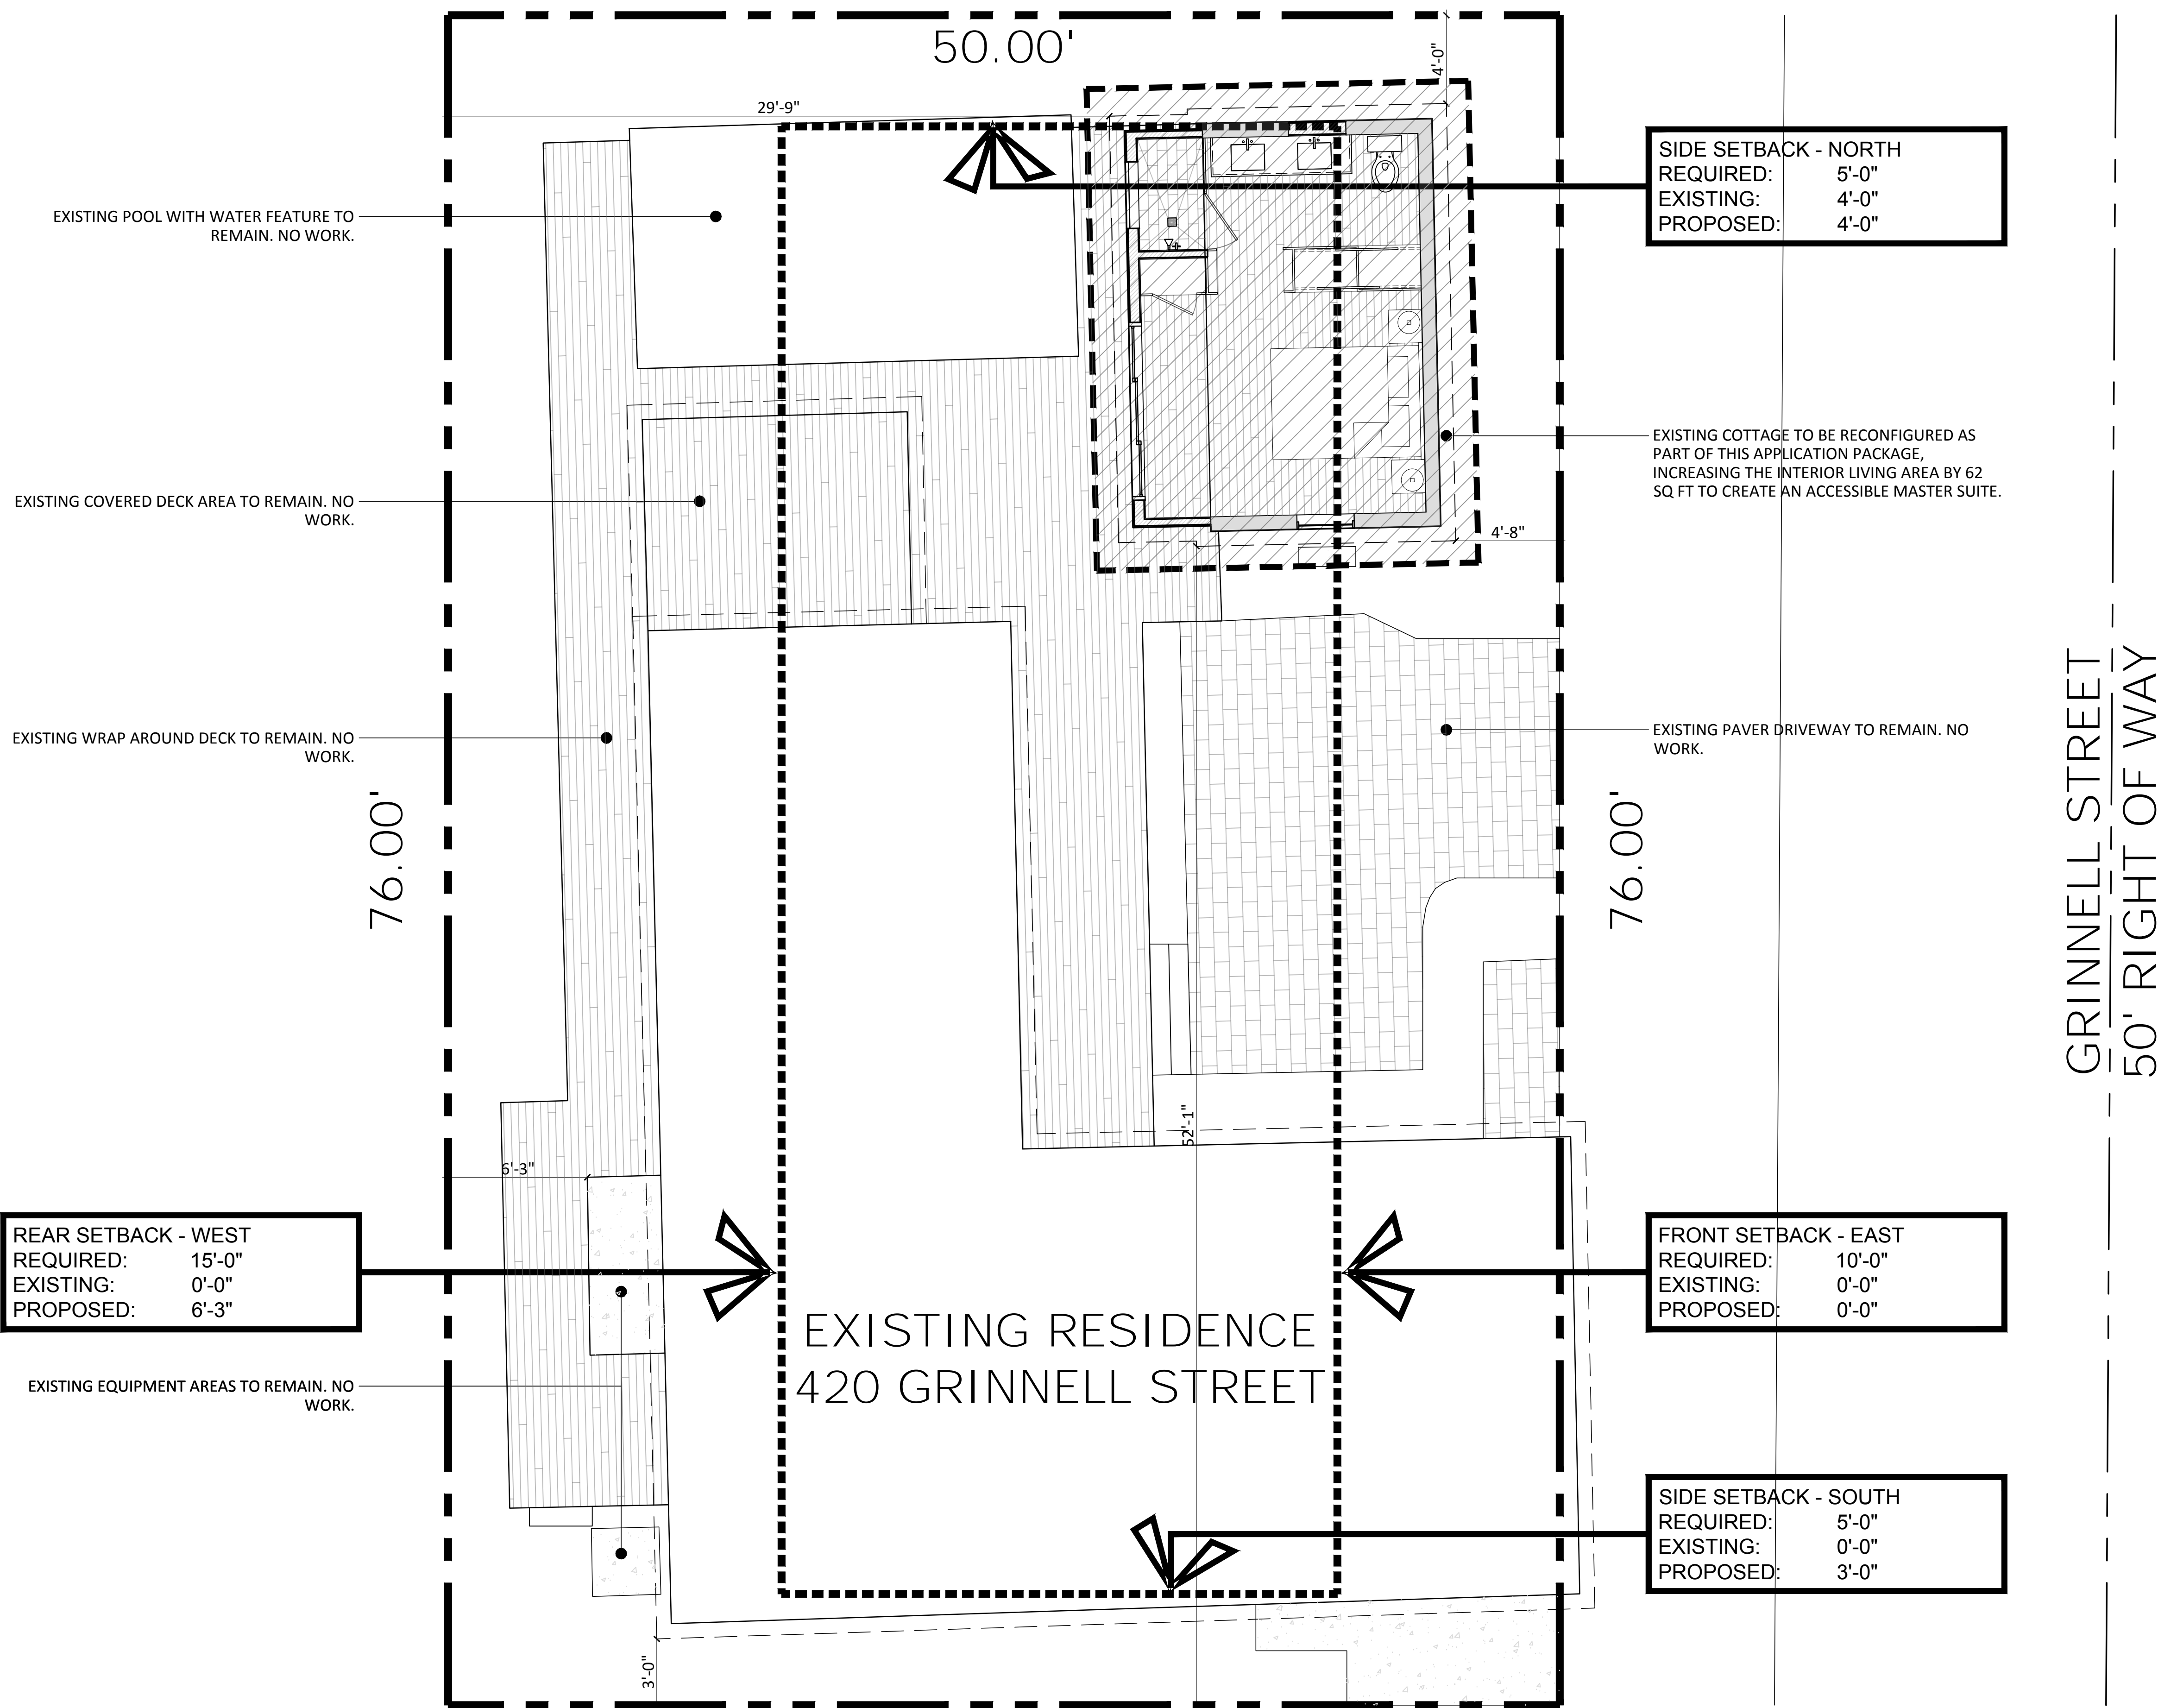 50.00'
4'-0"
29'-9"
SIDE SETBACK - NORTH
REQUIRED: 5'-0"
EXISTING: 4'-0"
PROPOSED: 4'-0"
EXISTING POOL WITH WATER FEATURE TO
REMAIN. NO WORK.
EXISTING COTTAGE TO BE RECONFIGURED AS
PART OF THIS APPLICATION PACKAGE,
INCREASING THE INTERIOR LIVING AREA BY 62
SQ FT TO CREATE AN ACCESSIBLE MASTER SUITE.
EXISTING COVERED DECK AREA TO REMAIN. NO
WORK.
4'-8"
EXISTING WRAP AROUND DECK TO REMAIN. NO
WORK.
EXISTING PAVER DRIVEWAY TO REMAIN. NO
WORK.
76.00'
76.00'
GRINNELL STREET
50' RIGHT OF WAY
52'-1"
6'-3"
REAR SETBACK - WEST
REQUIRED: 15'-0"
EXISTING: 0'-0"
PROPOSED: 6'-3"
FRONT SETBACK - EAST
REQUIRED: 10'-0"
EXISTING: 0'-0"
PROPOSED: 0'-0"
EXISTING RESIDENCE
420 GRINNELL STREET
EXISTING EQUIPMENT AREAS TO REMAIN. NO
WORK.
SIDE SETBACK - SOUTH
REQUIRED: 5'-0"
EXISTING: 0'-0"
PROPOSED: 3'-0"
3'-0"